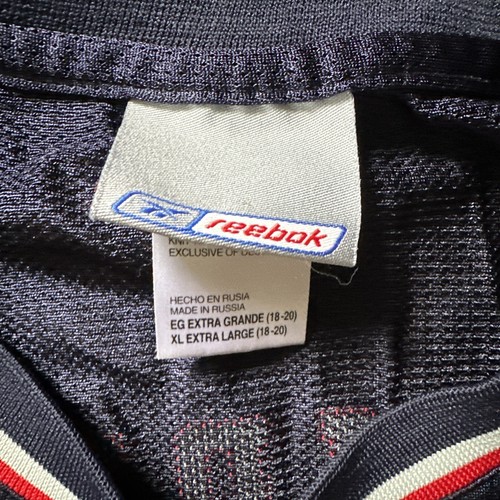 reebok
EXCLUSIVE OF
HECHO EN RUSIA
MADE IN RUSSIA
EG EXTRA GRANDE (18-20)
XL EXTRA LARGE (18-20)